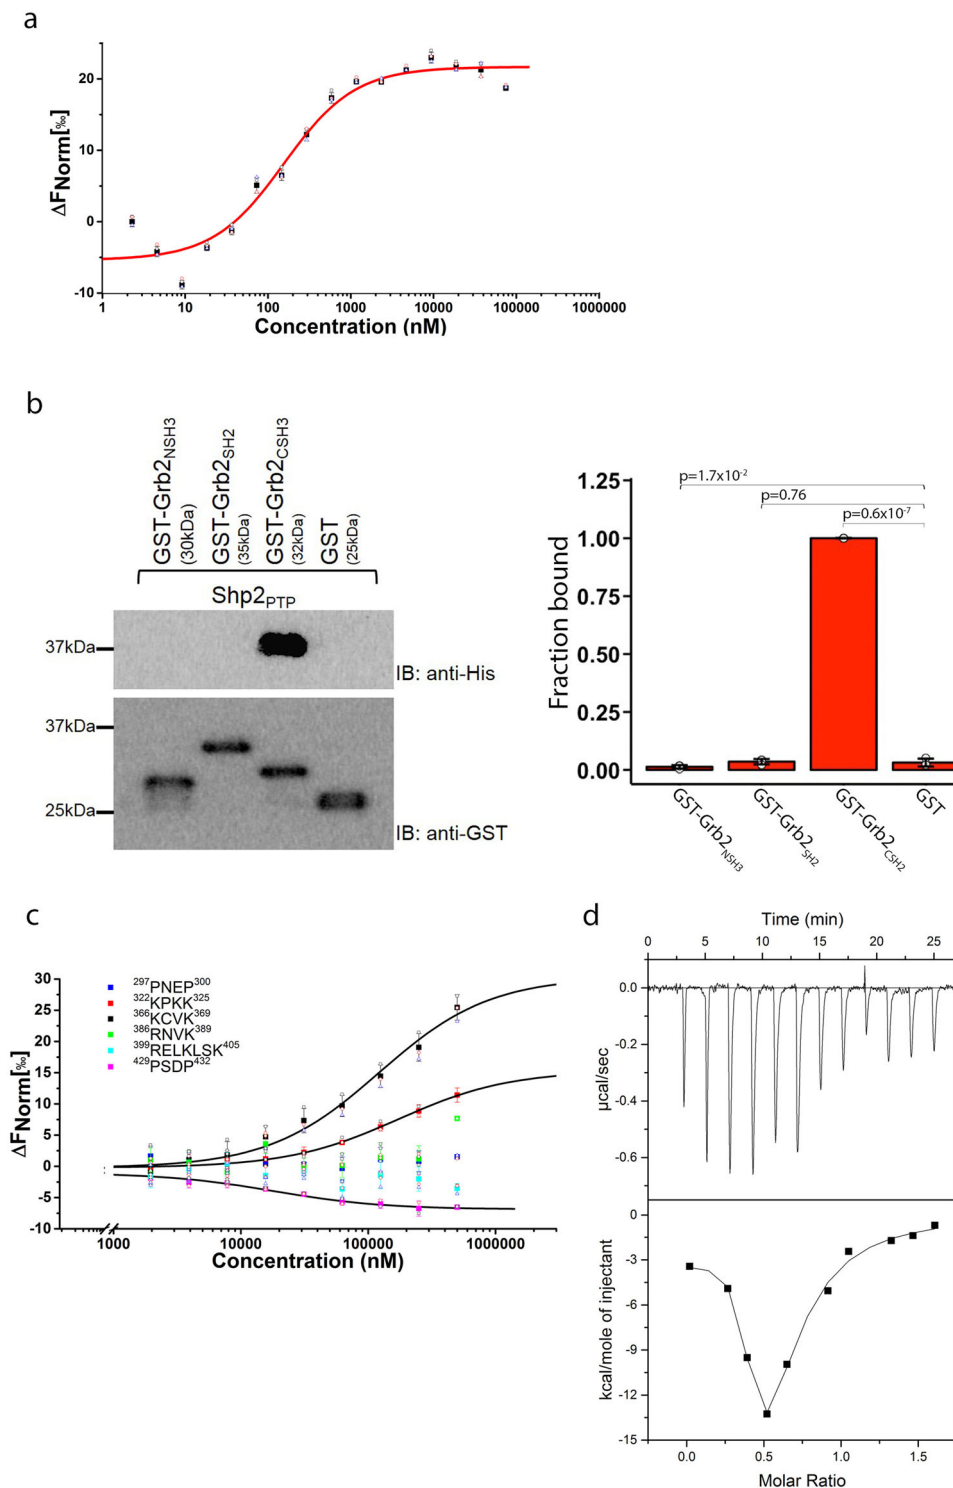 a
ΔFNorm[‰]
20
10
0
-10
1 10 100 1000 10000 100000 1000000
Concentration (nM)
b
GST-Grb2NSH3 (30kDa)
GST-Grb2SH2 (35kDa)
GST-Grb2CSH3 (32kDa)
GST (25kDa)
Shp2PTP
37kDa
IB: anti-His
37kDa
25kDa
IB: anti-GST
p=1.7x10-2
p=0.76
p=0.6x10-7
Fraction bound
1.25
1.00
0.75
0.50
0.25
0.00
GST-Grb2NSH3
GST-Grb2SH2
GST-Grb2CSH2
GST
c
ΔFNorm[‰]
30
25
20
15
10
5
0
-5
-10
297PNEP300
322KPKK325
366KCVK369
386RNVK389
399RELKLSK405
429PSDP432
1000 10000 100000 1000000
Concentration (nM)
d
Time (min)
0 5 10 15 20 25
µcal/sec
0.0
-0.2
-0.4
-0.6
kcal/mole of injectant
0
-3
-6
-9
-12
-15
0.0 0.5 1.0 1.5
Molar Ratio